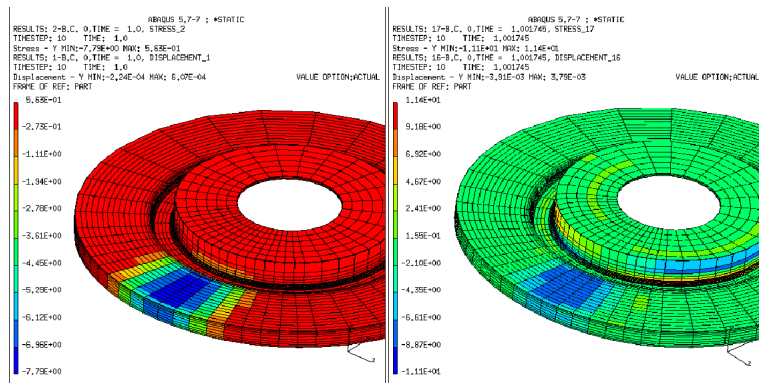 ABAQUS 5.7-7 ; *STATIC
RESULTS: 2-B.C. 0,TIME = 1.0, STRESS_2
TIMESTEP: 10 TIME: 1.0
Stress - Y MIN:-7.79E+00 MAX: 5.63E-01
RESULTS: 1-B.C. 0,TIME = 1.0, DISPLACEMENT_1
TIMESTEP: 10 TIME: 1.0
Displacement - Y MIN:-2.24E-04 MAX: 6.07E-04 VALUE OPTION:ACTUAL
FRAME OF REF: PART
5.63E-01
-2.73E-01
-1.11E+00
-1.94E+00
-2.78E+00
-3.61E+00
-4.45E+00
-5.29E+00
-6.12E+00
-6.96E+00
-7.79E+00
ABAQUS 5.7-7 ; *STATIC
RESULTS: 17-B.C. 0,TIME = 1.001745, STRESS_17
TIMESTEP: 10 TIME: 1.001745
Stress - Y MIN:-1.11E+01 MAX: 1.14E+01
RESULTS: 16-B.C. 0,TIME = 1.001745, DISPLACEMENT_16
TIMESTEP: 10 TIME: 1.001745
Displacement - Y MIN:-3.91E-03 MAX: 3.79E-03 VALUE OPTION:ACTUAL
FRAME OF REF: PART
1.14E+01
9.18E+00
6.92E+00
4.67E+00
2.41E+00
1.55E-01
-2.10E+00
-4.35E+00
-6.61E+00
-8.87E+00
-1.11E+01
Z